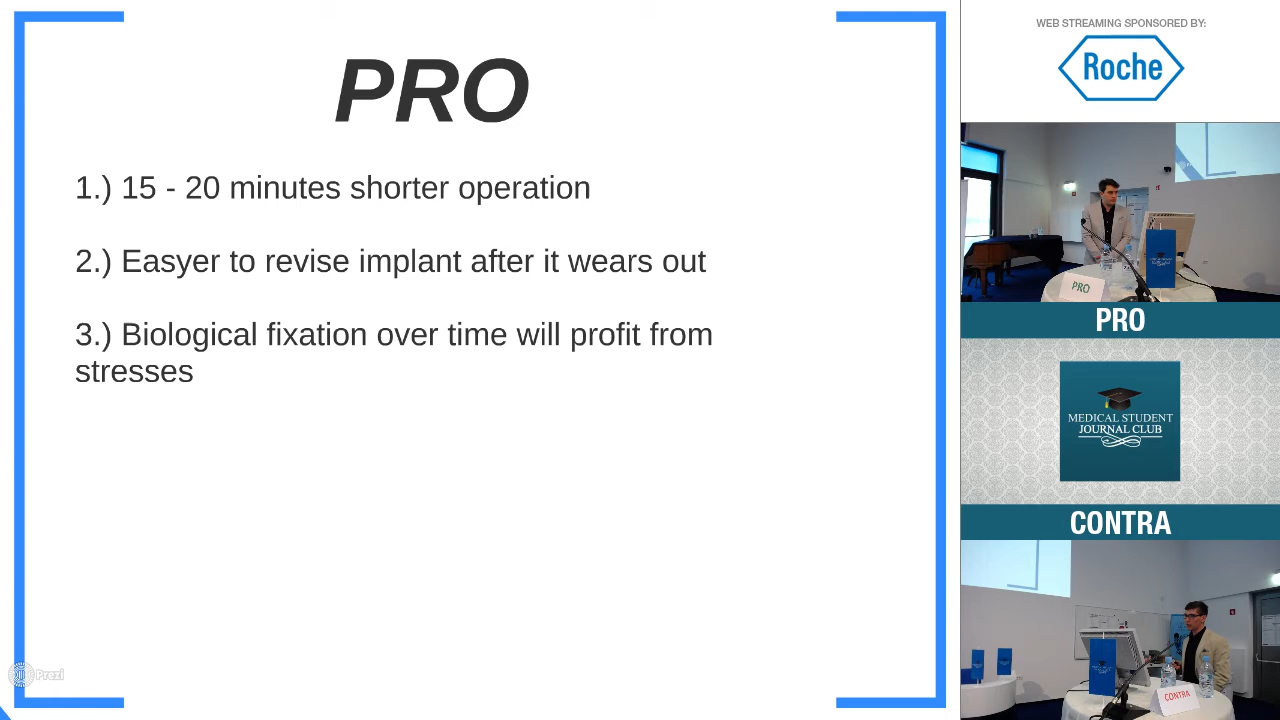 PRO
1.) 15 - 20 minutes shorter operation
2.) Easyer to revise implant after it wears out
3.) Biological fixation over time will profit from
stresses
Prezi
WEB STREAMING SPONSORED BY:
Roche
PRO
PRO
MEDICAL STUDENT
JOURNAL CLUB
CONTRA
CONTRA